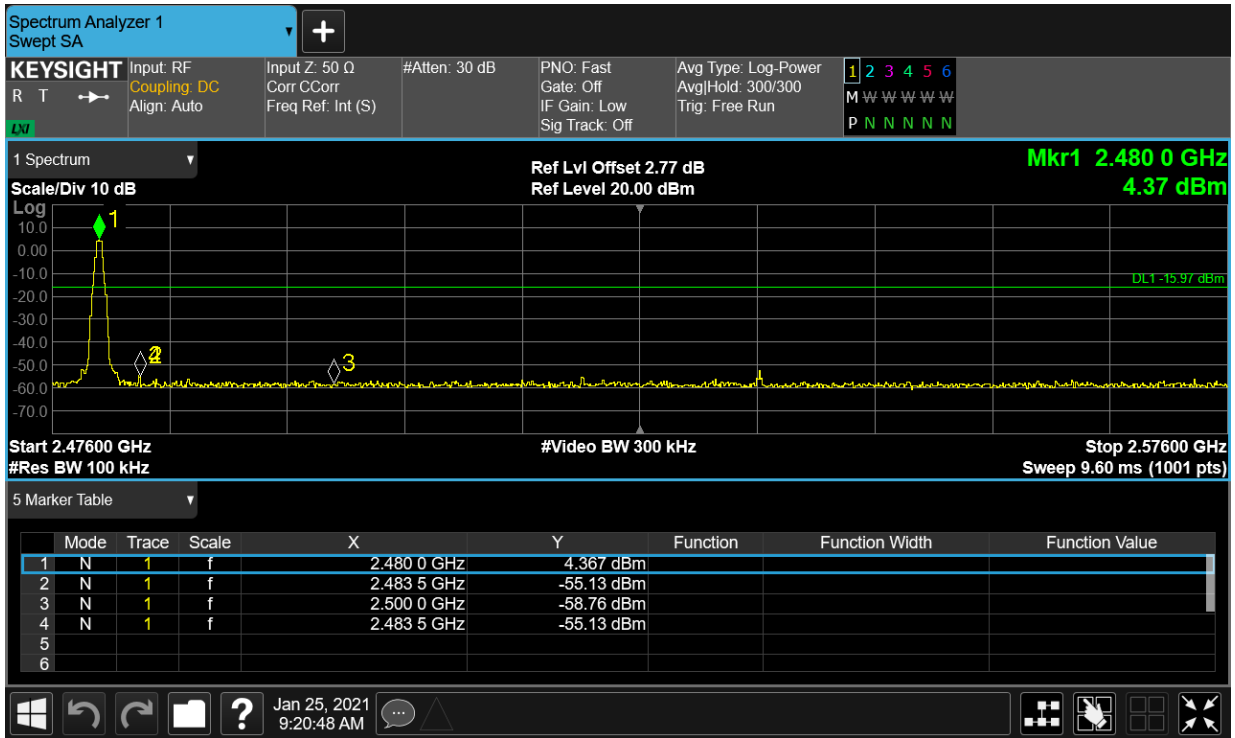 Spectrum Analyzer 1
Swept SA
KEYSIGHT
R T
LXI
Input: RF
Coupling: DC
Align: Auto
Input Z: 50 Ω
Corr CCorr
Freq Ref: Int (S)
#Atten: 30 dB
PNO: Fast
Gate: Off
IF Gain: Low
Sig Track: Off
Avg Type: Log-Power
Avg|Hold: 300/300
Trig: Free Run
1 2 3 4 5 6
M W W W W W
P N N N N N
1 Spectrum
Scale/Div 10 dB
Ref Lvl Offset 2.77 dB
Ref Level 20.00 dBm
Mkr1 2.480 0 GHz
4.37 dBm
Log
10.0
0.00
-10.0
-20.0
-30.0
-40.0
-50.0
-60.0
-70.0
1
2
3
DL1 -15.97 dBm
Start 2.47600 GHz
#Video BW 300 kHz
Stop 2.57600 GHz
#Res BW 100 kHz
Sweep 9.60 ms (1001 pts)
5 Marker Table
Mode Trace Scale X Y Function Function Width Function Value
1 N 1 f 2.480 0 GHz 4.367 dBm
2 N 1 f 2.483 5 GHz -55.13 dBm
3 N 1 f 2.500 0 GHz -58.76 dBm
4 N 1 f 2.483 5 GHz -55.13 dBm
5
6
?
Jan 25, 2021
9:20:48 AM